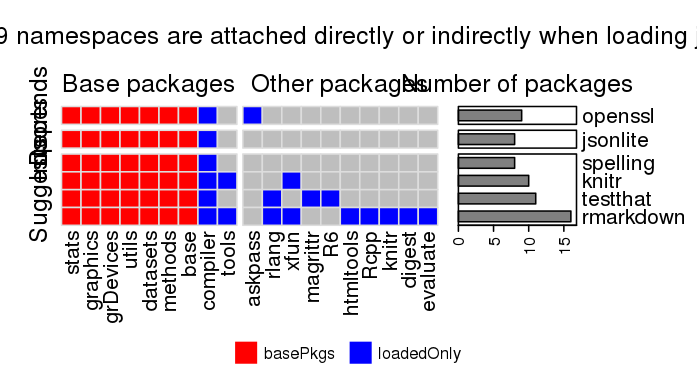 9 namespaces are attached directly or indirectly when loading j
Base packages
Other packages
Number of packages
openssl
jsonlite
spelling
knitr
testthat
rmarkdown
0 5 10 15
stats
graphics
grDevices
utils
datasets
methods
base
compiler
tools
askpass
rlang
xfun
magrittr
R6
htmltools
Rcpp
knitr
digest
evaluate
basePkgs
loadedOnly